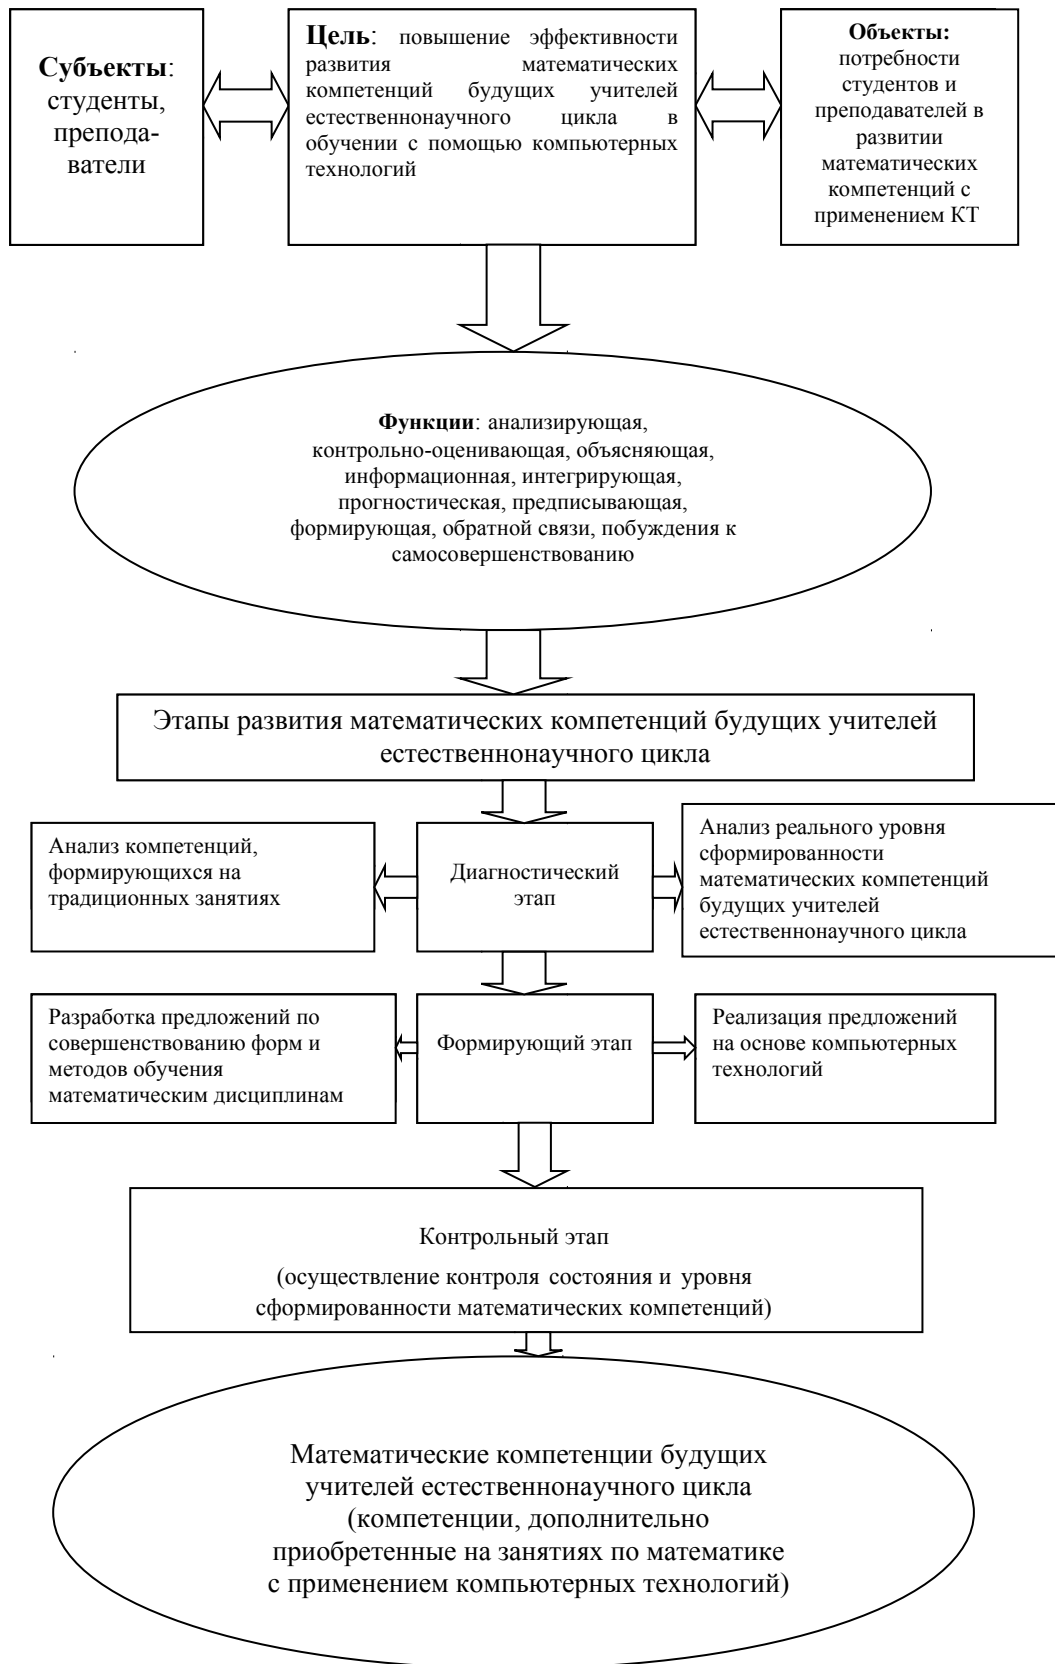 Субъекты:
студенты,
препода-
ватели
Цель: повышение эффективности
развития математических
компетенций будущих учителей
естественнонаучного цикла в
обучении с помощью компьютерных
технологий
Объекты:
потребности
студентов и
преподавателей в
развитии
математических
компетенций с
применением КТ
Функции: анализирующая,
контрольно-оценивающая, объясняющая,
информационная, интегрирующая,
прогностическая, предписывающая,
формирующая, обратной связи, побуждения к
самосовершенствованию
Этапы развития математических компетенций будущих учителей
естественнонаучного цикла
Анализ компетенций,
формирующихся на
традиционных занятиях
Диагностический
этап
Анализ реального уровня
сформированности
математических компетенций
будущих учителей
естественнонаучного цикла
Разработка предложений по
совершенствованию форм и
методов обучения
математическим дисциплинам
Формирующий этап
Реализация предложений
на основе компьютерных
технологий
Контрольный этап
(осуществление контроля состояния и уровня
сформированности математических компетенций)
Математические компетенции будущих
учителей естественнонаучного цикла
(компетенции, дополнительно
приобретенные на занятиях по математике
с применением компьютерных технологий)